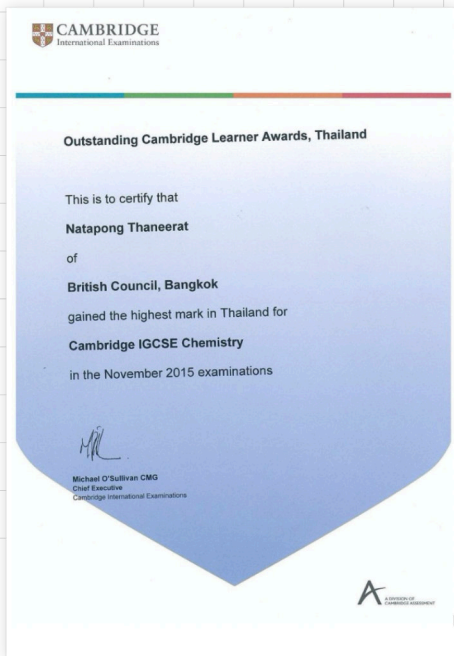 CAMBRIDGE
International Examinations
Outstanding Cambridge Learner Awards, Thailand
This is to certify that
Natapong Thaneerat
of
British Council, Bangkok
gained the highest mark in Thailand for
Cambridge IGCSE Chemistry
in the November 2015 examinations
Michael O'Sullivan CMG
Chief Executive
Cambridge International Examinations
A DIVISION OF
CAMBRIDGE ASSESSMENT